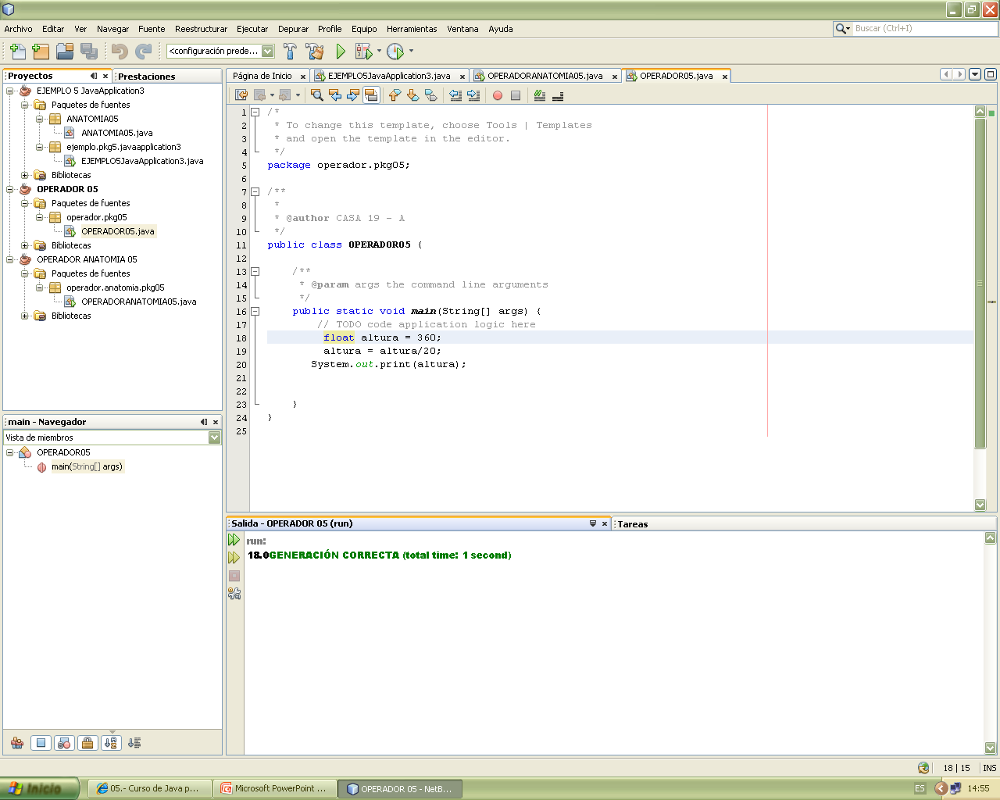 Archivo Editar Ver Navegar Fuente Reestructurar Ejecutar Depurar Profile Equipo Herramientas Ventana Ayuda
Buscar (Ctrl+I)
<configuración prede...
Proyectos
Prestaciones
EJEMPLO 5 JavaApplication3
Paquetes de fuentes
ANATOMIA05
ANATOMIA05.java
ejemplo.pkg5.javaapplication3
EJEMPLO5JavaApplication3.java
Bibliotecas
OPERADOR 05
Paquetes de fuentes
operador.pkg05
OPERADOR05.java
Bibliotecas
OPERADOR ANATOMIA 05
Paquetes de fuentes
operador.anatomia.pkg05
OPERADORANATOMIA05.java
Bibliotecas
main - Navegador
Vista de miembros
OPERADOR05
main(String[] args)
Página de Inicio
EJEMPLO5JavaApplication3.java
OPERADORANATOMIA05.java
OPERADOR05.java
1 /*
2 * To change this template, choose Tools | Templates
3 * and open the template in the editor.
4 */
5 package operador.pkg05;
6
7 /**
8 *
9 * @author CASA 19 - A
10 */
11 public class OPERADOR05 {
12
13 /**
14 * @param args the command line arguments
15 */
16 public static void main(String[] args) {
17 // TODO code application logic here
18 float altura = 360;
19 altura = altura/20;
20 System.out.print(altura);
21
22
23 }
24 }
25
Salida - OPERADOR 05 (run)
Tareas
run:
18.0GENERACIÓN CORRECTA (total time: 1 second)
18 | 15 INS
Inicio
05.- Curso de Java p...
Microsoft PowerPoint ...
OPERADOR 05 - NetB...
ES
14:55